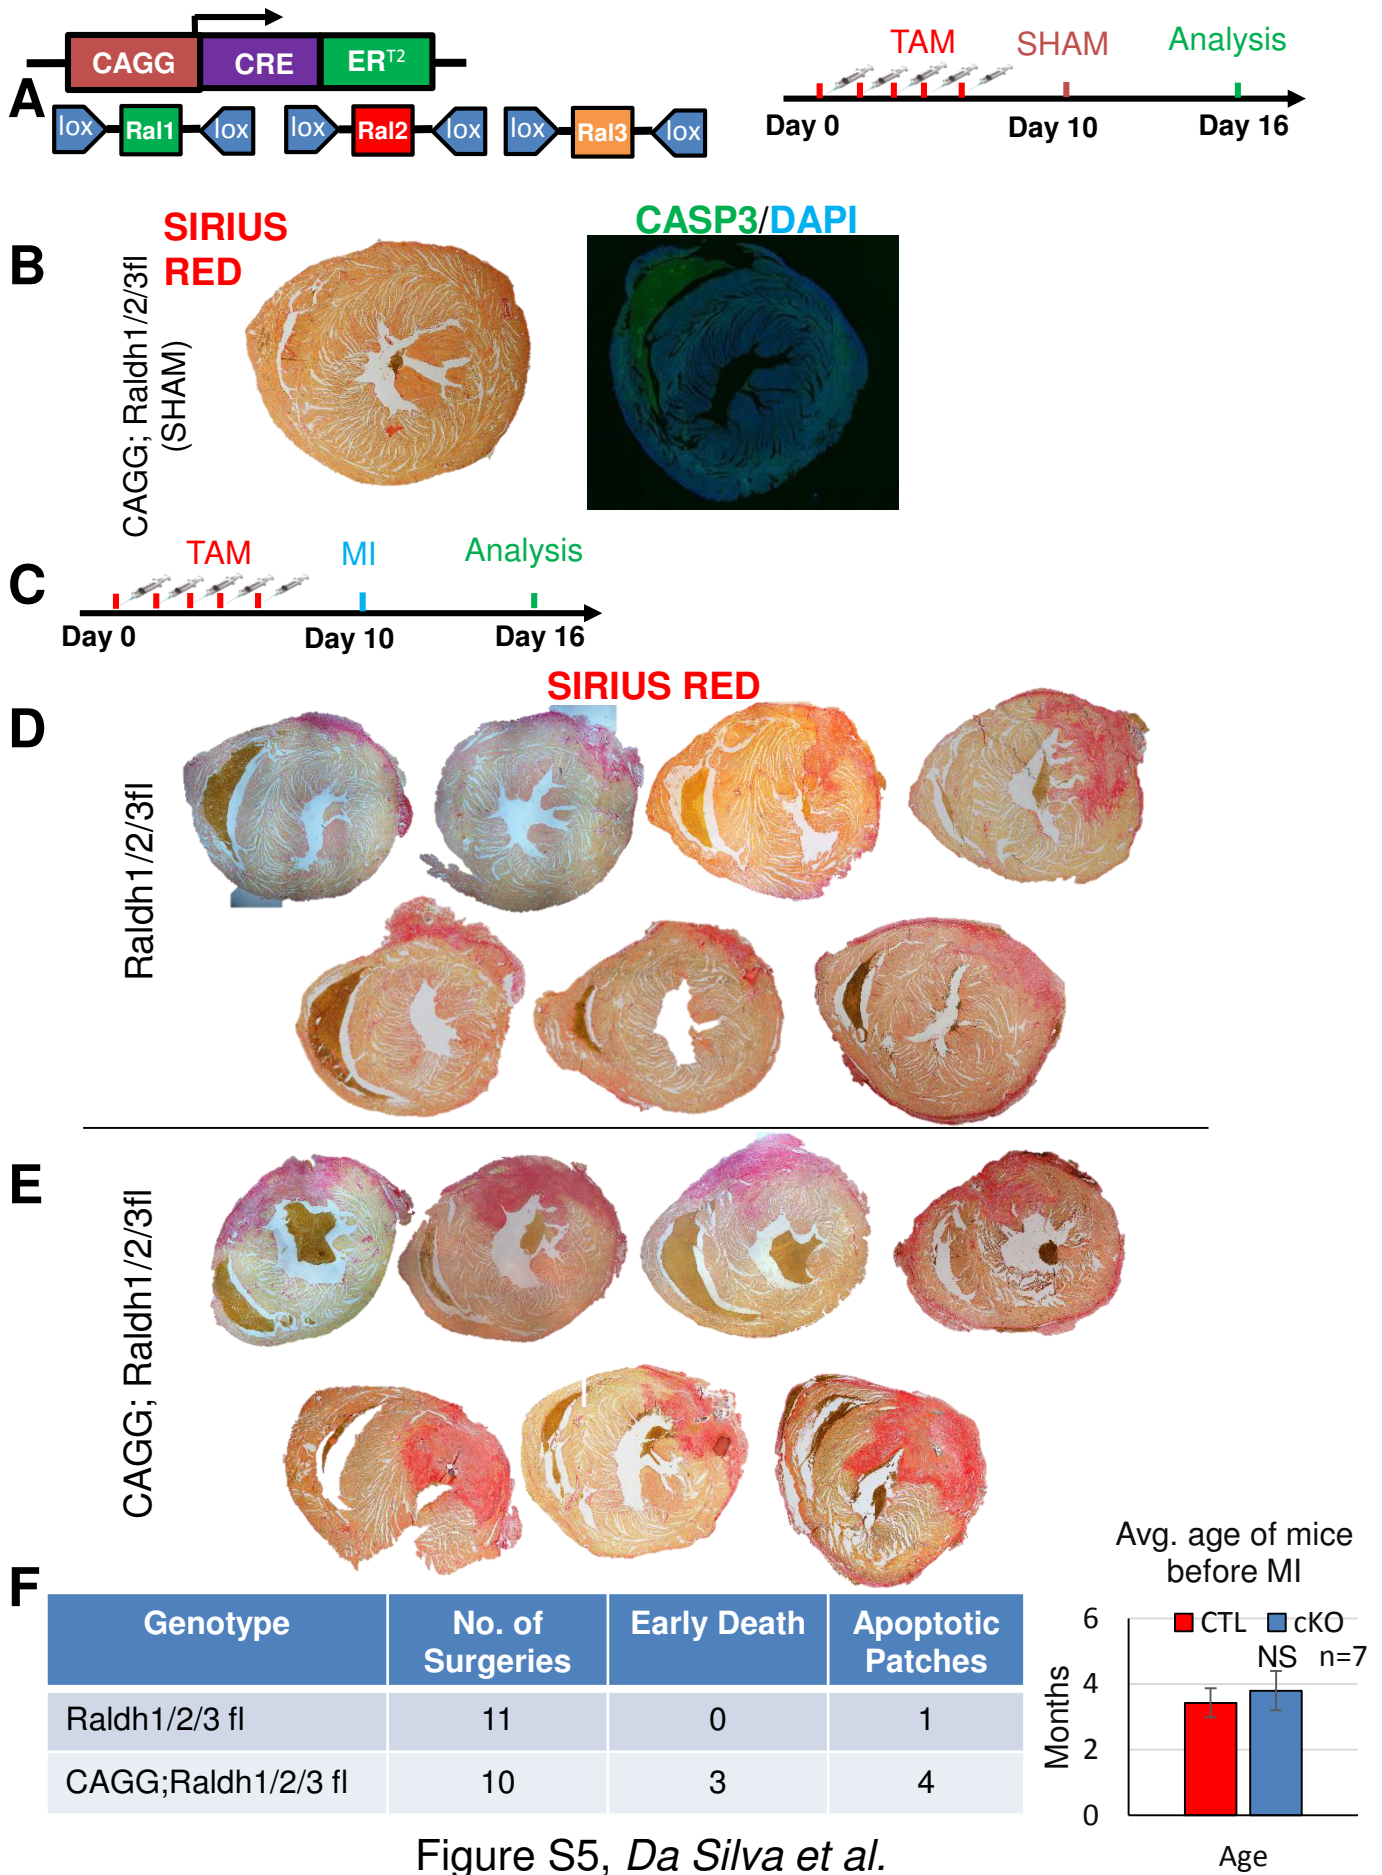 A
CAGG CRE ERT2
lox Ral1 lox lox Ral2 lox lox Ral3 lox
TAM SHAM Analysis
Day 0 Day 10 Day 16
B
CAGG; Raldh1/2/3fl
(SHAM)
SIRIUS
RED
CASP3/DAPI
C
TAM MI Analysis
Day 0 Day 10 Day 16
SIRIUS RED
D
Raldh1/2/3fl
E
CAGG; Raldh1/2/3fl
F
Genotype No. of Surgeries Early Death Apoptotic Patches
Raldh1/2/3 fl 11 0 1
CAGG;Raldh1/2/3 fl 10 3 4
Avg. age of mice
before MI
CTL cKO
NS n=7
Months
6
4
2
0
Age
Figure S5, Da Silva et al.